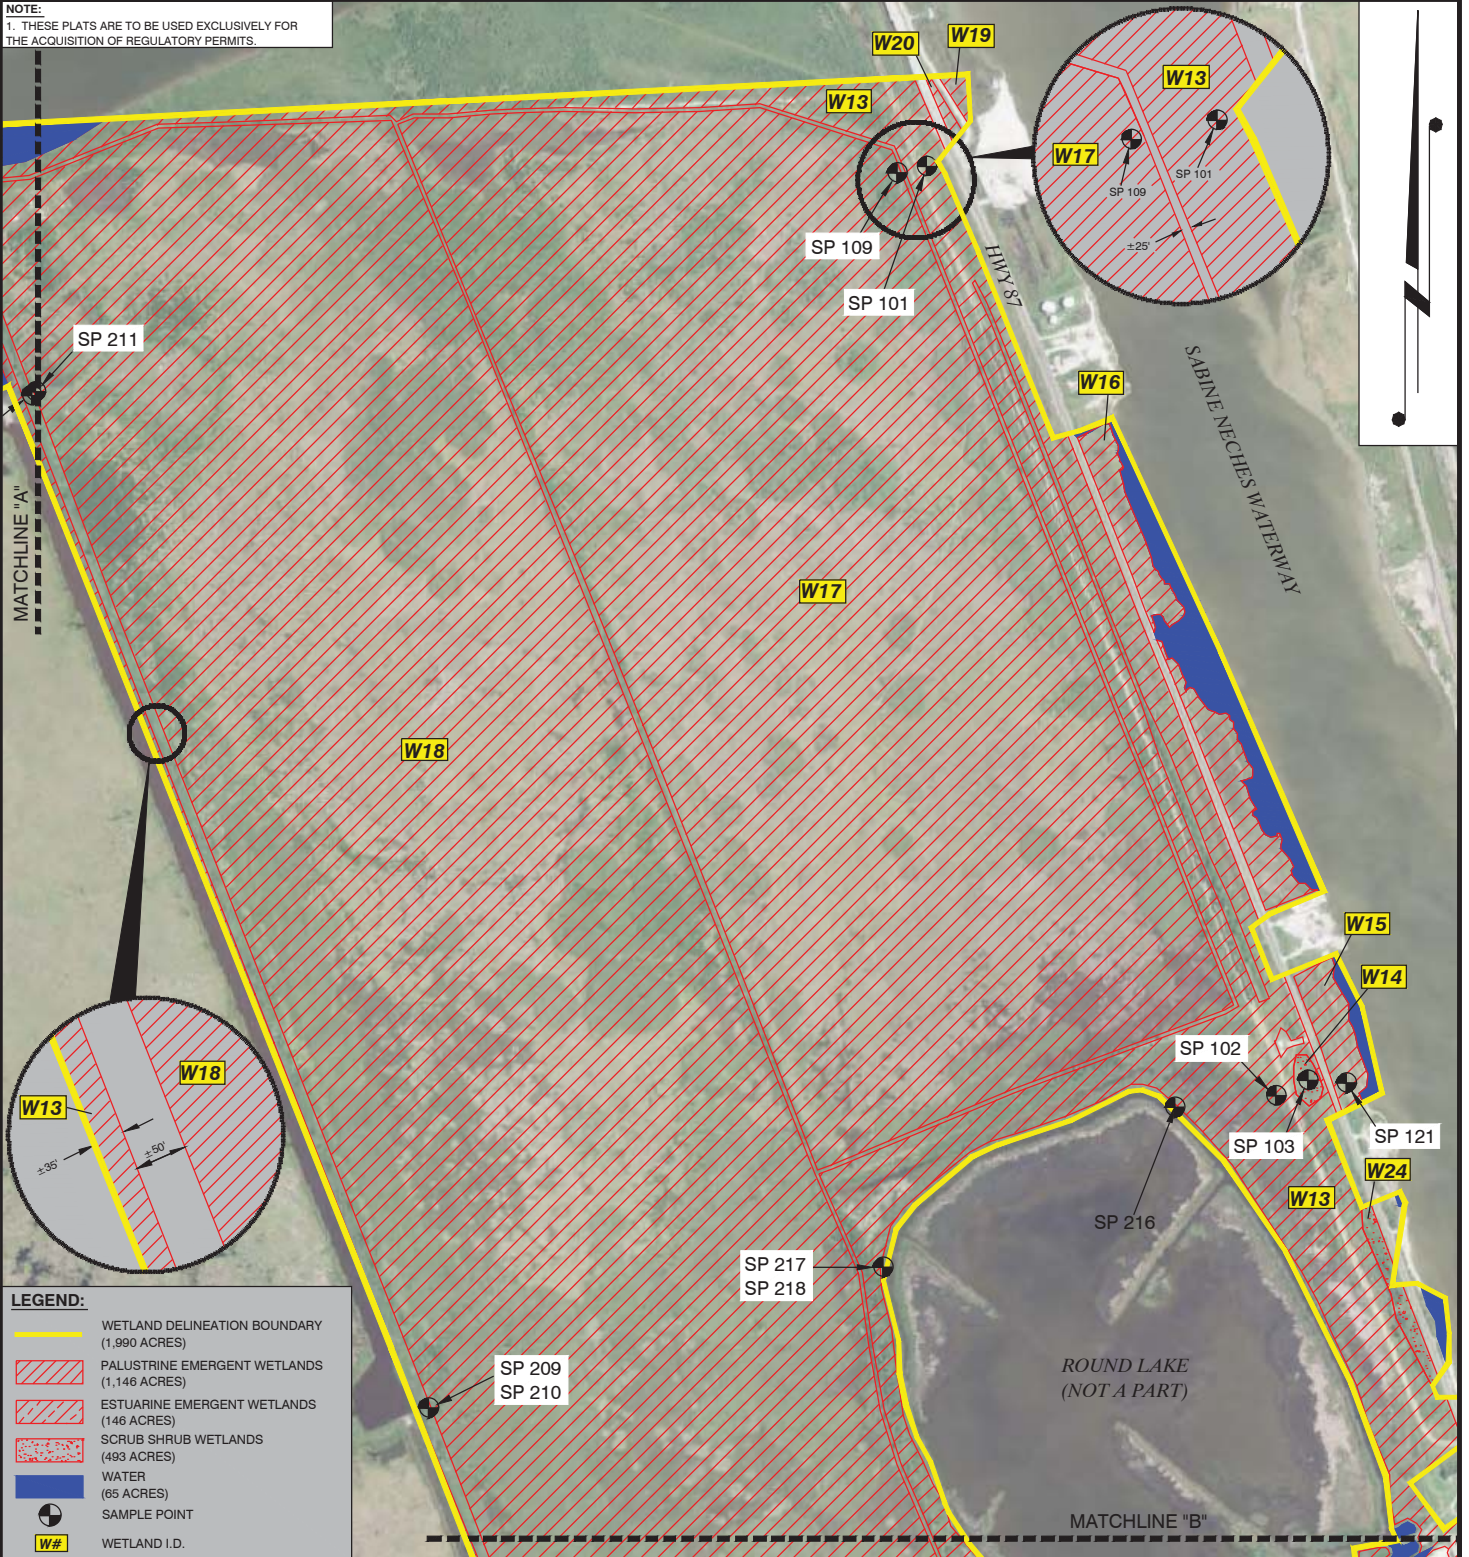 NOTE:
1. THESE PLATS ARE TO BE USED EXCLUSIVELY FOR
THE ACQUISITION OF REGULATORY PERMITS.
W20
W19
W13
W13
W17
SP 109
SP 101
±25'
SP 109
SP 101
HWY 87
SP 211
W16
SABINE NECHES WATERWAY
MATCHLINE "A"
W17
W18
W15
W14
W18
W13
±35'
±50'
SP 102
SP 103
SP 121
W24
W13
SP 216
SP 217
SP 218
ROUND LAKE
(NOT A PART)
SP 209
SP 210
MATCHLINE "B"
LEGEND:
WETLAND DELINEATION BOUNDARY
(1,990 ACRES)
PALUSTRINE EMERGENT WETLANDS
(1,146 ACRES)
ESTUARINE EMERGENT WETLANDS
(146 ACRES)
SCRUB SHRUB WETLANDS
(493 ACRES)
WATER
(65 ACRES)
SAMPLE POINT
W# WETLAND I.D.